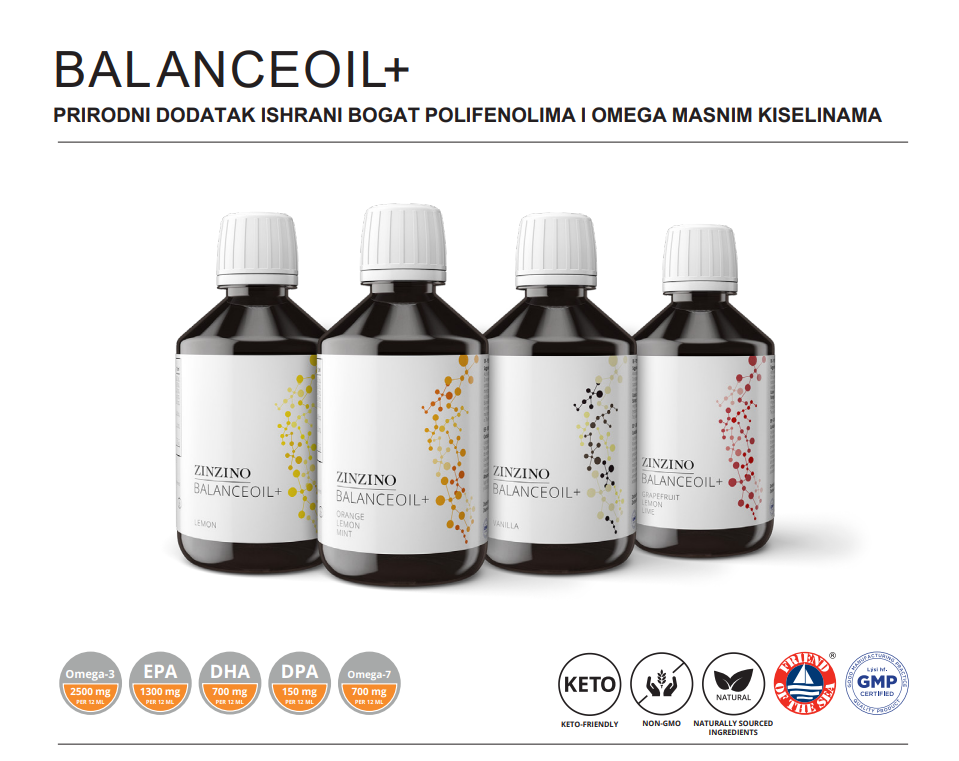 BALANCEOIL+
PRIRODNI DODATAK ISHRANI BOGAT POLIFENOLIMA I OMEGA MASNIM KISELINAMA
ZINZINO
BALANCEOIL+
LEMON
ZINZINO
BALANCEOIL+
ORANGE
LEMON
MINT
ZINZINO
BALANCEOIL+
VANILLA
ZINZINO
BALANCEOIL+
GRAPEFRUIT
LEMON
LIME
Omega-3
2500 mg
PER 12 ML
EPA
1300 mg
PER 12 ML
DHA
700 mg
PER 12 ML
DPA
150 mg
PER 12 ML
Omega-7
700 mg
PER 12 ML
KETO
KETO-FRIENDLY
NON-GMO
NATURAL
NATURALLY SOURCED
INGREDIENTS
FRIEND
OF THE SEA
®
GOOD MANUFACTURING PRACTICE
Lýsi hf.
GMP
CERTIFIED
QUALITY PRODUCT